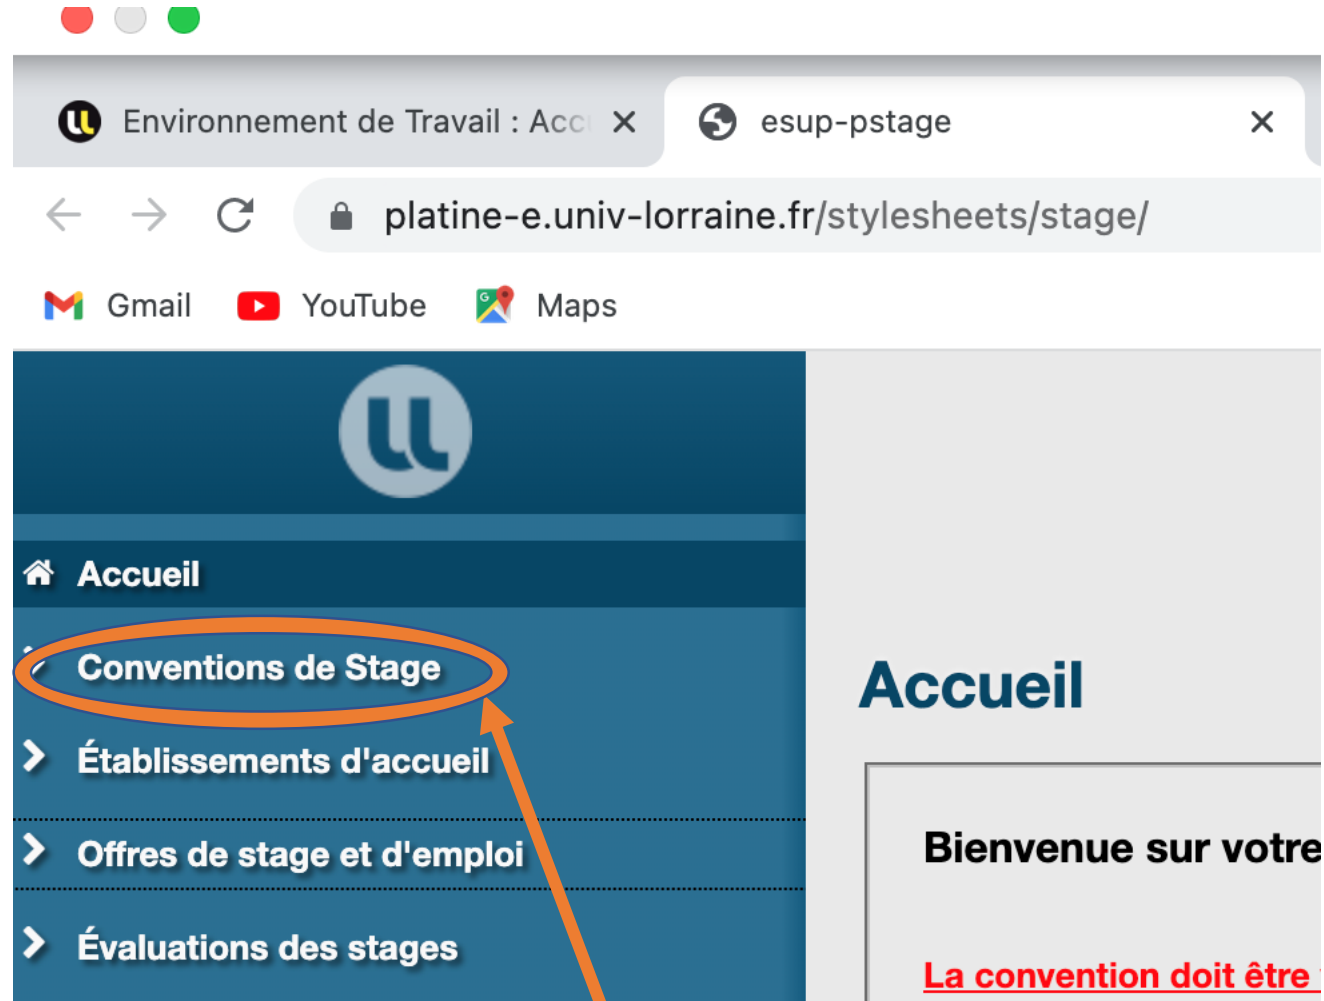 Environnement de Travail : Acc
esup-pstage
platine-e.univ-lorraine.fr/stylesheets/stage/
Gmail
YouTube
Maps
Accueil
Conventions de Stage
Établissements d'accueil
Offres de stage et d'emploi
Évaluations des stages
Accueil
Bienvenue sur votre
La convention doit être